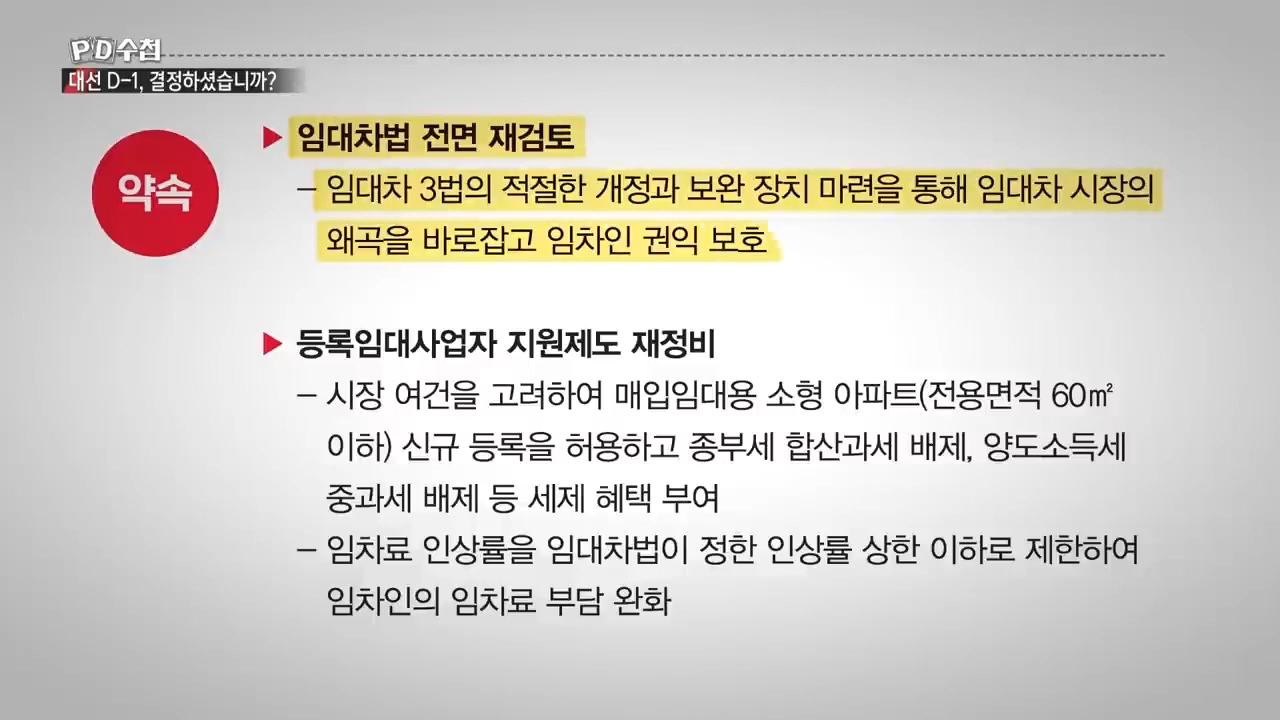 PD수첩
대선 D-1, 결정하셨습니까?
약속
▶ 임대차법 전면 재검토
– 임대차 3법의 적절한 개정과 보완 장치 마련을 통해 임대차 시장의
왜곡을 바로잡고 임차인 권익 보호
▶ 등록임대사업자 지원제도 재정비
– 시장 여건을 고려하여 매입임대용 소형 아파트(전용면적 60㎡
이하) 신규 등록을 허용하고 종부세 합산과세 배제, 양도소득세
중과세 배제 등 세제 혜택 부여
– 임차료 인상률을 임대차법이 정한 인상률 상한 이하로 제한하여
임차인의 임차료 부담 완화